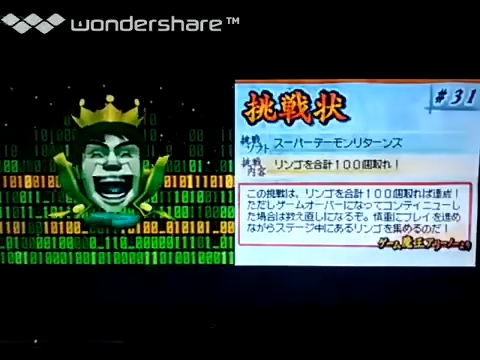 wondershare™
挑戦状
#31
挑戦
ソフト
スーパーデーモンリターンズ
挑戦
内容
リンゴを合計100個取れ!
この挑戦は、リンゴを合計100個取れば達成!
ただしゲームオーバーになってコンティニューし
た場合は数え直しになるぞ。慎重にプレイを進め
ながらステージ中にあるリンゴを集めるのだ!
ゲーム魔王アリーノーより